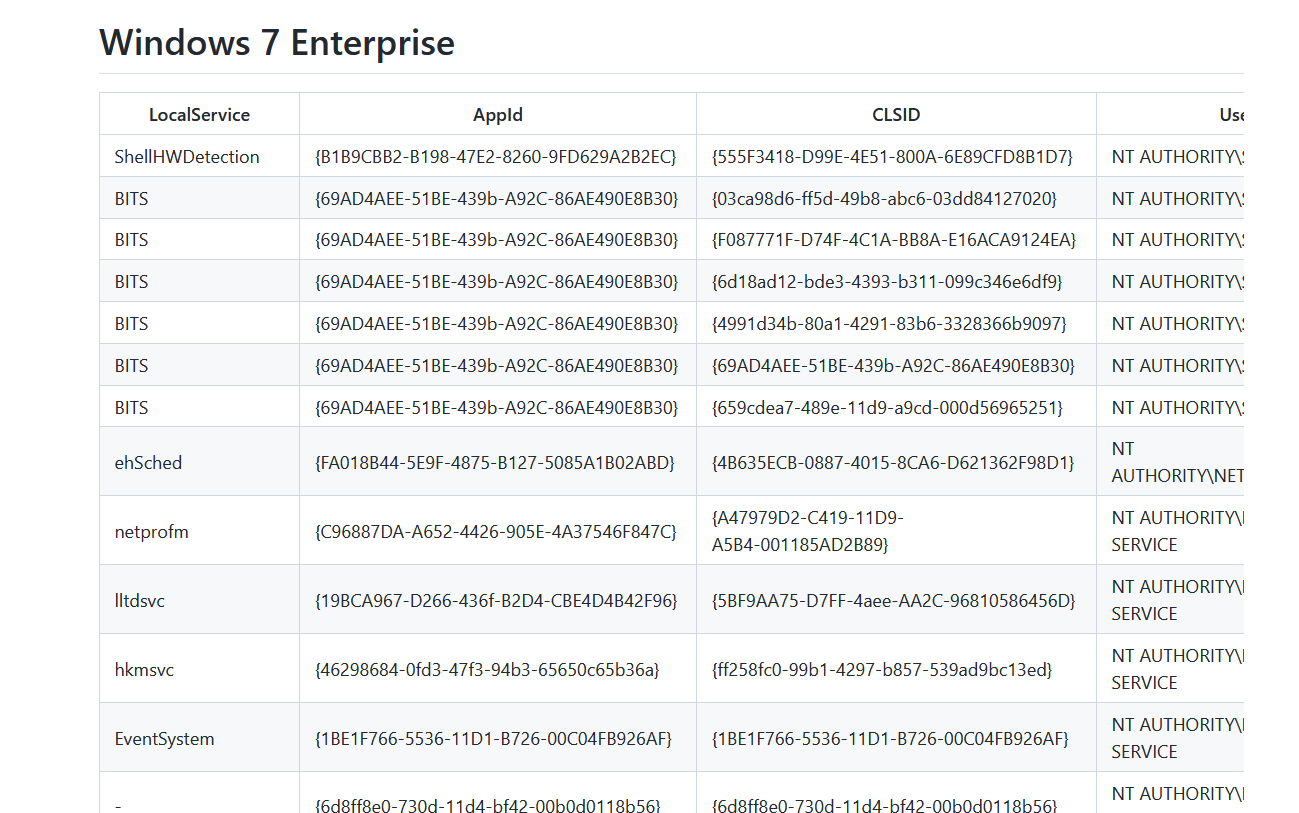 Windows 7 Enterprise
LocalService AppId CLSID Use
ShellHWDetection {B1B9CBB2-B198-47E2-8260-9FD629A2B2EC} {555F3418-D99E-4E51-800A-6E89CFD8B1D7} NT AUTHORITY\S
BITS {69AD4AEE-51BE-439b-A92C-86AE490E8B30} {03ca98d6-ff5d-49b8-abc6-03dd84127020} NT AUTHORITY\S
BITS {69AD4AEE-51BE-439b-A92C-86AE490E8B30} {F087771F-D74F-4C1A-BB8A-E16ACA9124EA} NT AUTHORITY\S
BITS {69AD4AEE-51BE-439b-A92C-86AE490E8B30} {6d18ad12-bde3-4393-b311-099c346e6df9} NT AUTHORITY\S
BITS {69AD4AEE-51BE-439b-A92C-86AE490E8B30} {4991d34b-80a1-4291-83b6-3328366b9097} NT AUTHORITY\S
BITS {69AD4AEE-51BE-439b-A92C-86AE490E8B30} {69AD4AEE-51BE-439b-A92C-86AE490E8B30} NT AUTHORITY\S
BITS {69AD4AEE-51BE-439b-A92C-86AE490E8B30} {659cdea7-489e-11d9-a9cd-000d56965251} NT AUTHORITY\S
ehSched {FA018B44-5E9F-4875-B127-5085A1B02ABD} {4B635ECB-0887-4015-8CA6-D621362F98D1} NT
AUTHORITY\NET
netprofm {C96887DA-A652-4426-905E-4A37546F847C} {A47979D2-C419-11D9-
A5B4-001185AD2B89} NT AUTHORITY\
SERVICE
lltdsvc {19BCA967-D266-436f-B2D4-CBE4D4B42F96} {5BF9AA75-D7FF-4aee-AA2C-96810586456D} NT AUTHORITY\
SERVICE
hkmsvc {46298684-0fd3-47f3-94b3-65650c65b36a} {ff258fc0-99b1-4297-b857-539ad9bc13ed} NT AUTHORITY\
SERVICE
EventSystem {1BE1F766-5536-11D1-B726-00C04FB926AF} {1BE1F766-5536-11D1-B726-00C04FB926AF} NT AUTHORITY\
SERVICE
- {6d8ff8e0-730d-11d4-bf42-00b0d0118b56} {6d8ff8e0-730d-11d4-bf42-00b0d0118b56} NT AUTHORITY\